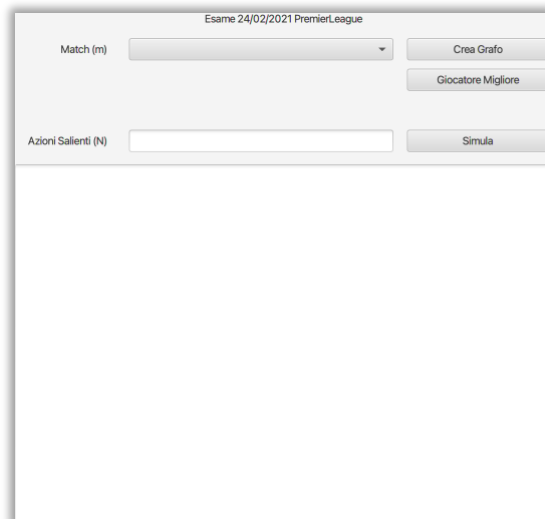 Esame 24/02/2021 PremierLeague
Match (m)
Crea Grafo
Giocatore Migliore
Azioni Salienti (N)
Simula